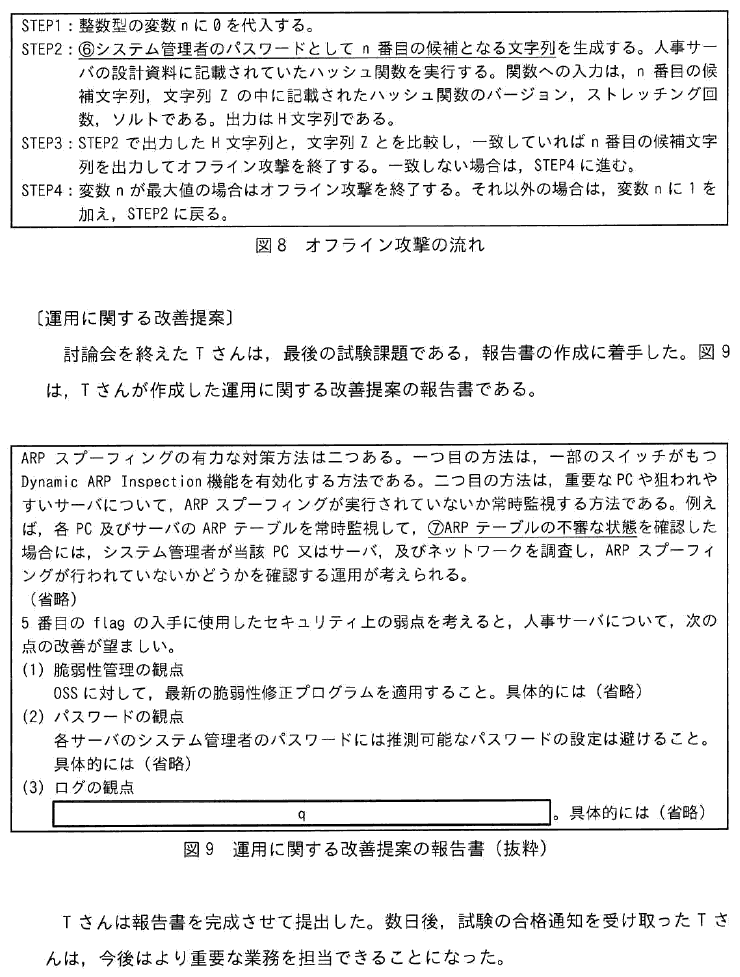 STEP1：整数型の変数nに0を代入する。
STEP2：⑥システム管理者のパスワードとして n 番目の候補となる文字列を生成する。人事サー
バの設計資料に記載されていたハッシュ関数を実行する。関数への入力は，n 番目の候
補文字列，文字列 Z の中に記載されたハッシュ関数のバージョン，ストレッチング回
数，ソルトである。出力はH文字列である。
STEP3：STEP2 で出力した H 文字列と，文字列 Z とを比較し，一致していれば n 番目の候補文字
列を出力してオフライン攻撃を終了する。一致しない場合は，STEP4 に進む。
STEP4：変数 n が最大値の場合はオフライン攻撃を終了する。それ以外の場合は，変数 n に 1 を
加え，STEP2 に戻る。
図8 オフライン攻撃の流れ
〔運用に関する改善提案〕
討論会を終えた T さんは，最後の試験課題である，報告書の作成に着手した。図 9
は，T さんが作成した運用に関する改善提案の報告書である。
ARP スプーフィングの有力な対策方法は二つある。一つ目の方法は，一部のスイッチがもつ
Dynamic ARP Inspection 機能を有効化する方法である。二つ目の方法は，重要な PC や狙われや
すいサーバについて，ARP スプーフィングが実行されていないか常時監視する方法である。例え
ば，各 PC 及びサーバの ARP テーブルを常時監視して，⑦ARP テーブルの不審な状態を確認した
場合には，システム管理者が当該 PC 又はサーバ，及びネットワークを調査し，ARP スプーフィ
ングが行われていないかどうかを確認する運用が考えられる。
（省略）
5 番目の flag の入手に使用したセキュリティ上の弱点を考えると，人事サーバについて，次の
点の改善が望ましい。
(1) 脆弱性管理の観点
OSS に対して，最新の脆弱性修正プログラムを適用すること。具体的には（省略）
(2) パスワードの観点
各サーバのシステム管理者のパスワードには推測可能なパスワードの設定は避けること。
具体的には（省略）
(3) ログの観点
q 。具体的には（省略）
図9 運用に関する改善提案の報告書（抜粋）
T さんは報告書を完成させて提出した。数日後，試験の合格通知を受け取った T さ
んは，今後はより重要な業務を担当できることになった。